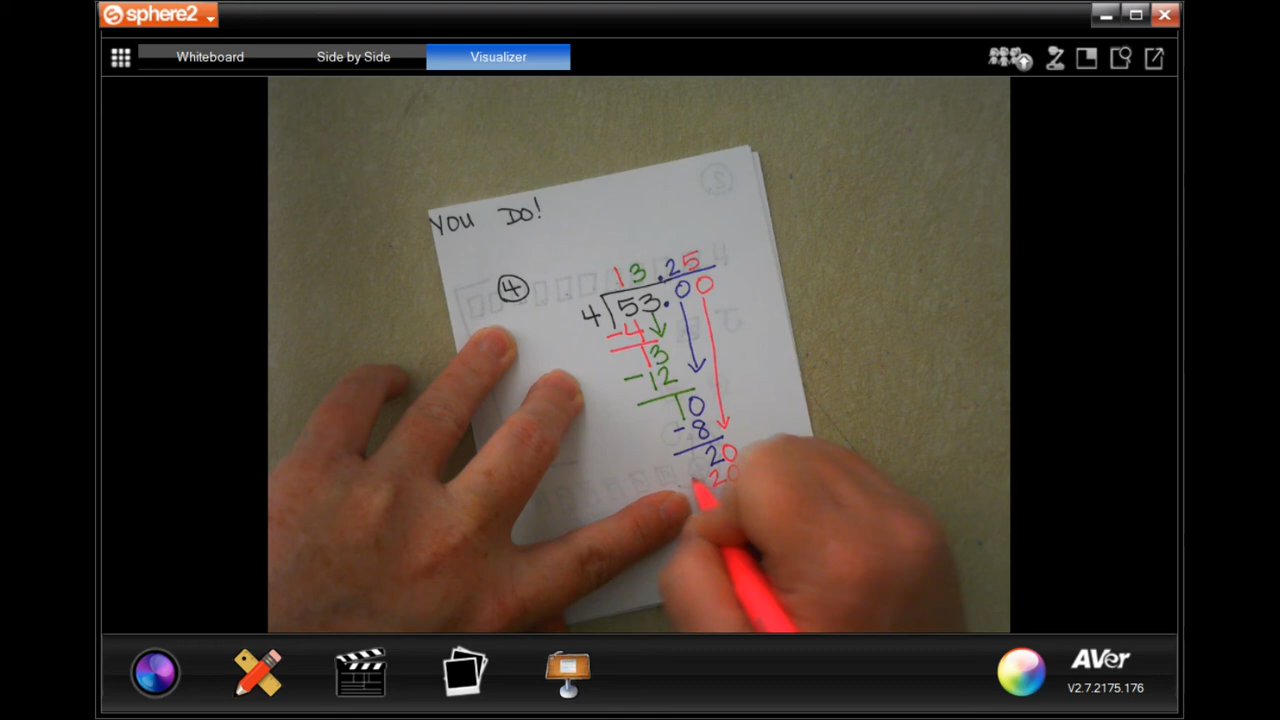 sphere2
Whiteboard Side by Side Visualizer
YOU DO!
4
13.25
4 53.00
-4
13
-12
10
-8
20
20
AVer
V2.7.2175.176